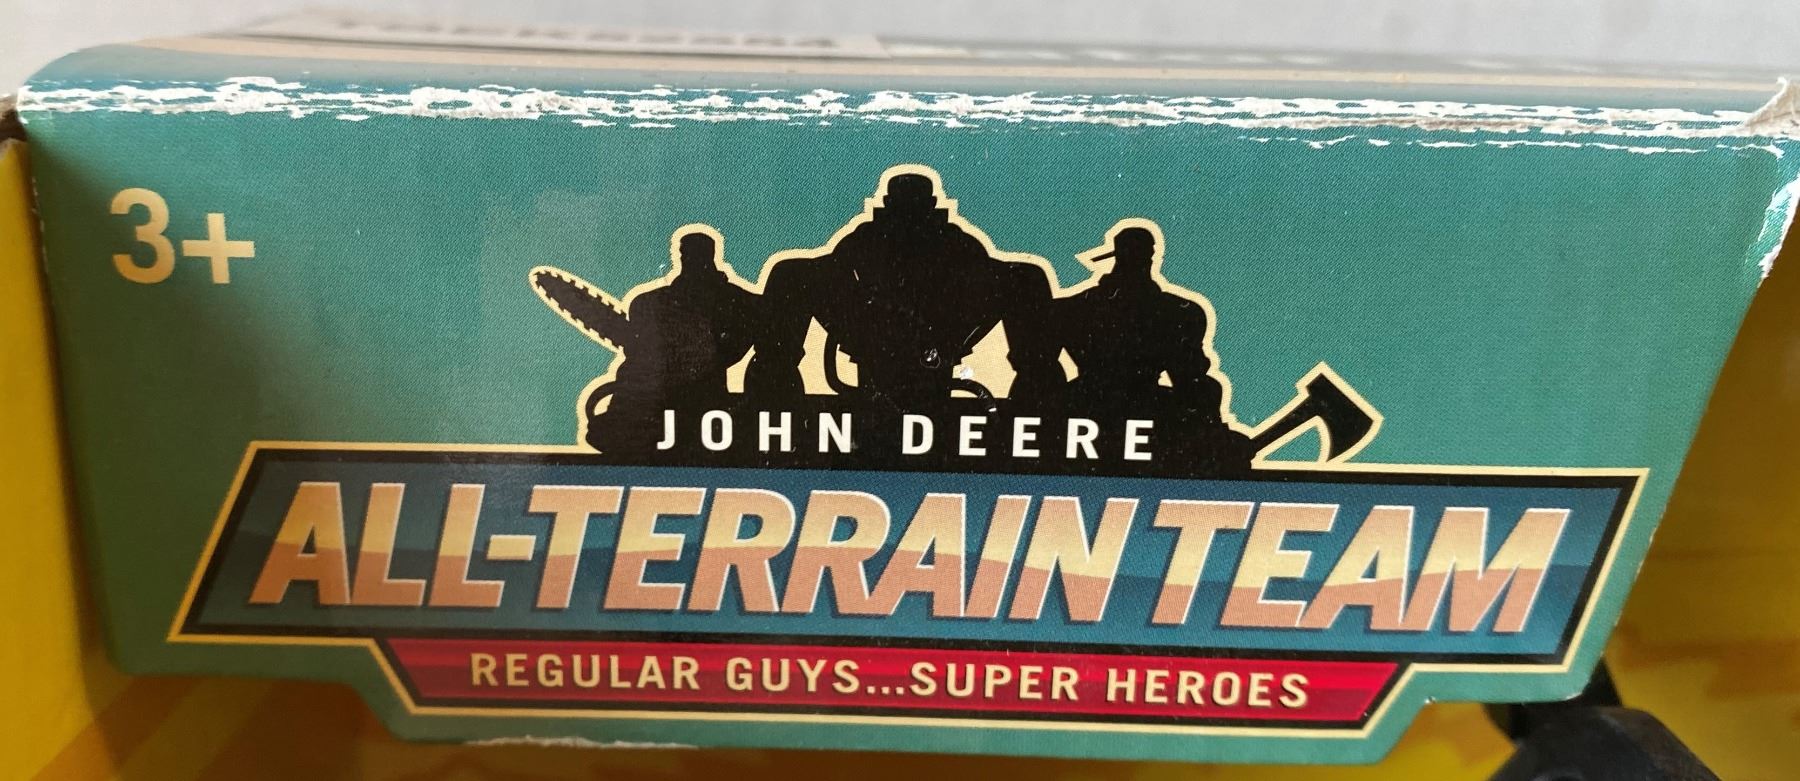 3+
JOHN DEERE
ALL-TERRAIN TEAM
REGULAR GUYS...SUPER HEROES